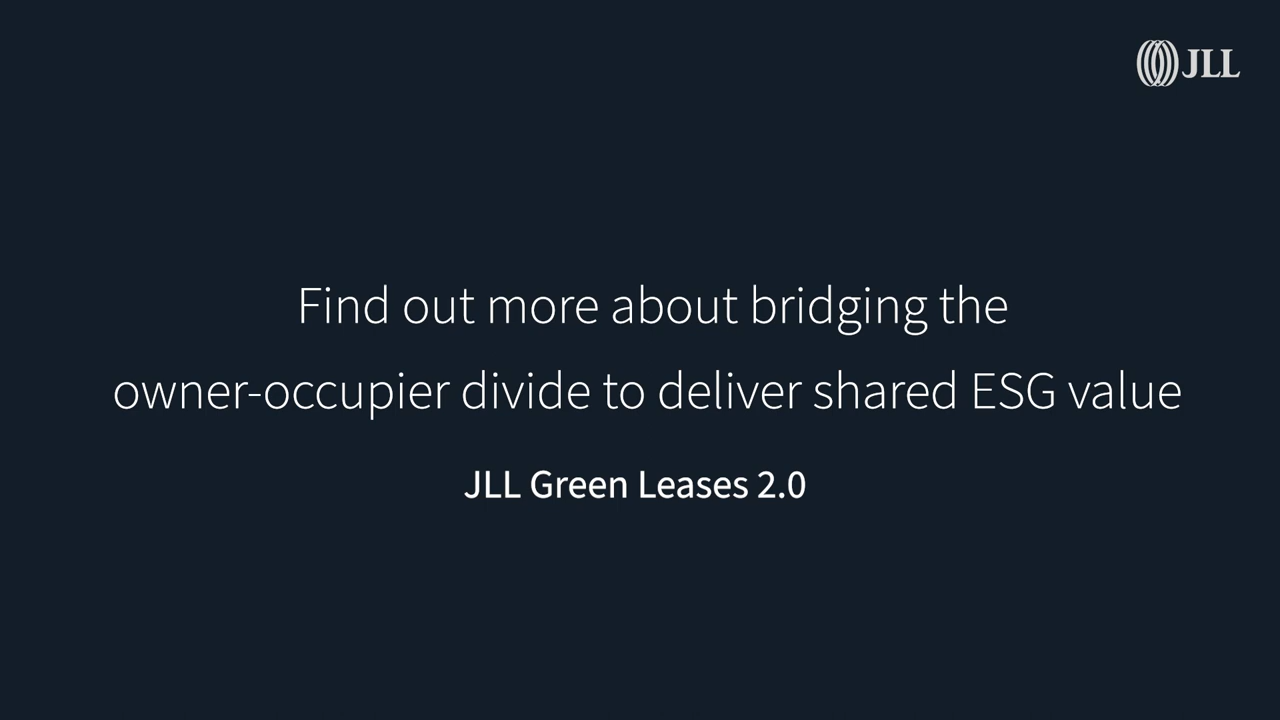 JLL
Find out more about bridging the
owner-occupier divide to deliver shared ESG value
JLL Green Leases 2.0